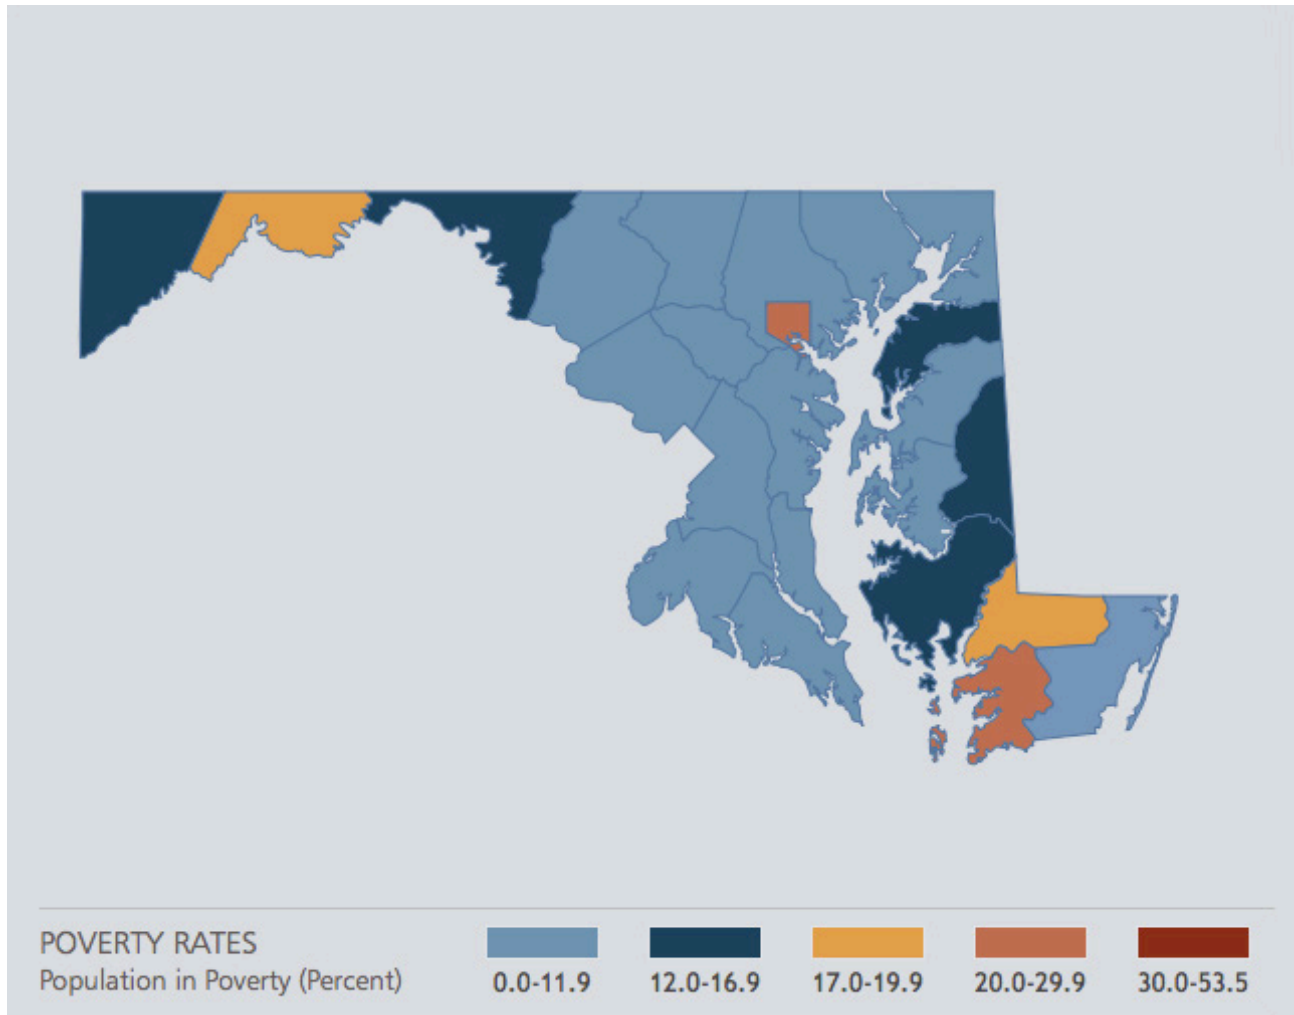 POVERTY RATES
Population in Poverty (Percent)
0.0-11.9
12.0-16.9
17.0-19.9
20.0-29.9
30.0-53.5